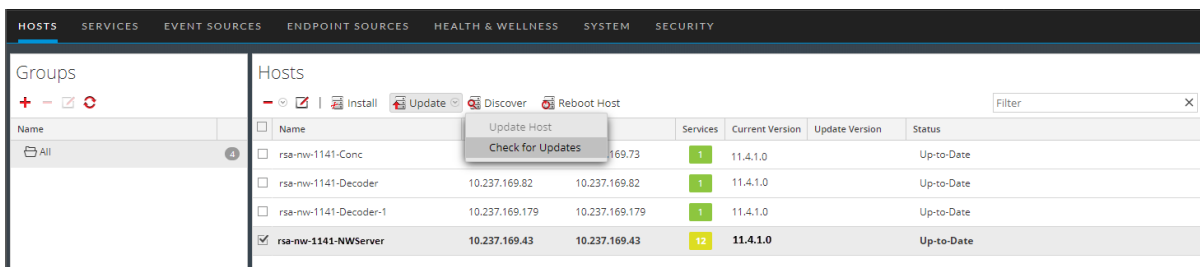 HOSTS SERVICES EVENT SOURCES ENDPOINT SOURCES HEALTH & WELLNESS SYSTEM SECURITY
Groups
Name
All 4
Hosts
Install Update Discover Reboot Host Filter
Update Host
Check for Updates
Name Services Current Version Update Version Status
rsa-nw-1141-Conc 169.73 1 11.4.1.0 Up-to-Date
rsa-nw-1141-Decoder 10.237.169.82 10.237.169.82 1 11.4.1.0 Up-to-Date
rsa-nw-1141-Decoder-1 10.237.169.179 10.237.169.179 1 11.4.1.0 Up-to-Date
rsa-nw-1141-NWServer 10.237.169.43 10.237.169.43 12 11.4.1.0 Up-to-Date